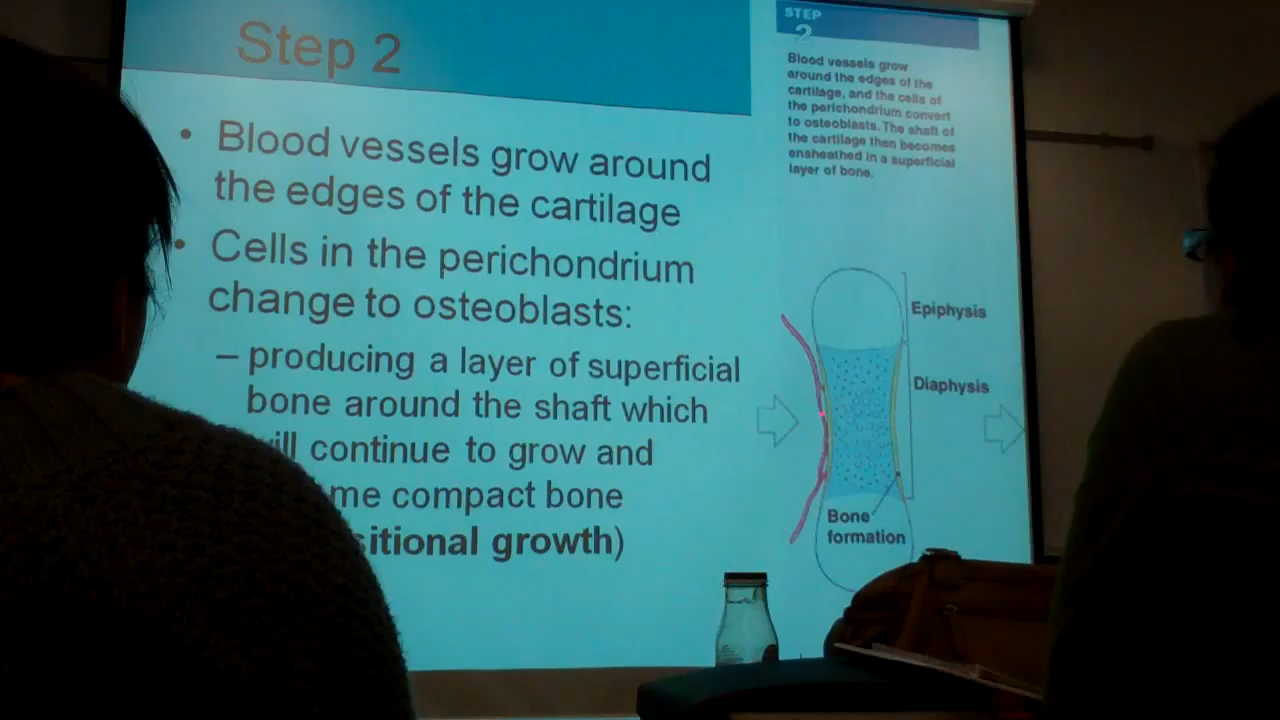 Step 2
• Blood vessels grow around
the edges of the cartilage
• Cells in the perichondrium
change to osteoblasts:
– producing a layer of superficial
bone around the shaft which
ill continue to grow and
me compact bone
sitional growth)
STEP
2
Blood vessels grow
around the edges of the
cartilage, and the cells of
the perichondrium convert
to osteoblasts. The shaft of
the cartilage then becomes
ensheathed in a superficial
layer of bone.
Epiphysis
Diaphysis
Bone
formation